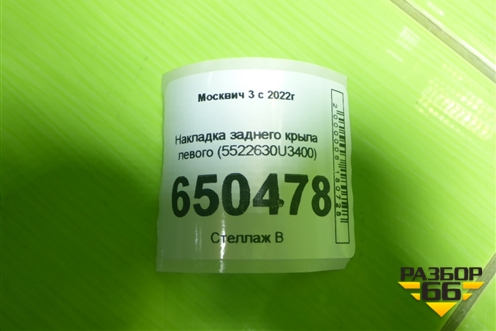 Москвич 3 с 2022г
Накладка заднего крыла
левого (5522630U3400)
650478
Стеллаж В
РАЗБОР
66